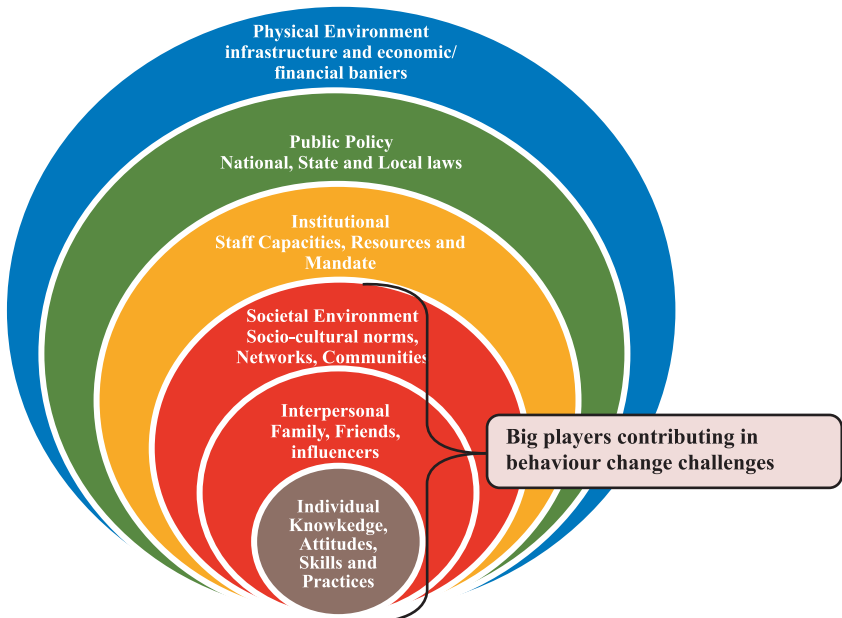 Physical Environment
infrastructure and economic/
financial baniers
Public Policy
National, State and Local laws
Institutional
Staff Capacities, Resources and
Mandate
Societal Environment
Socio-cultural norms,
Networks, Communities
Interpersonal
Family, Friends,
influencers
Individual
Knowkedge,
Attitudes,
Skills and
Practices
Big players contributing in
behaviour change challenges